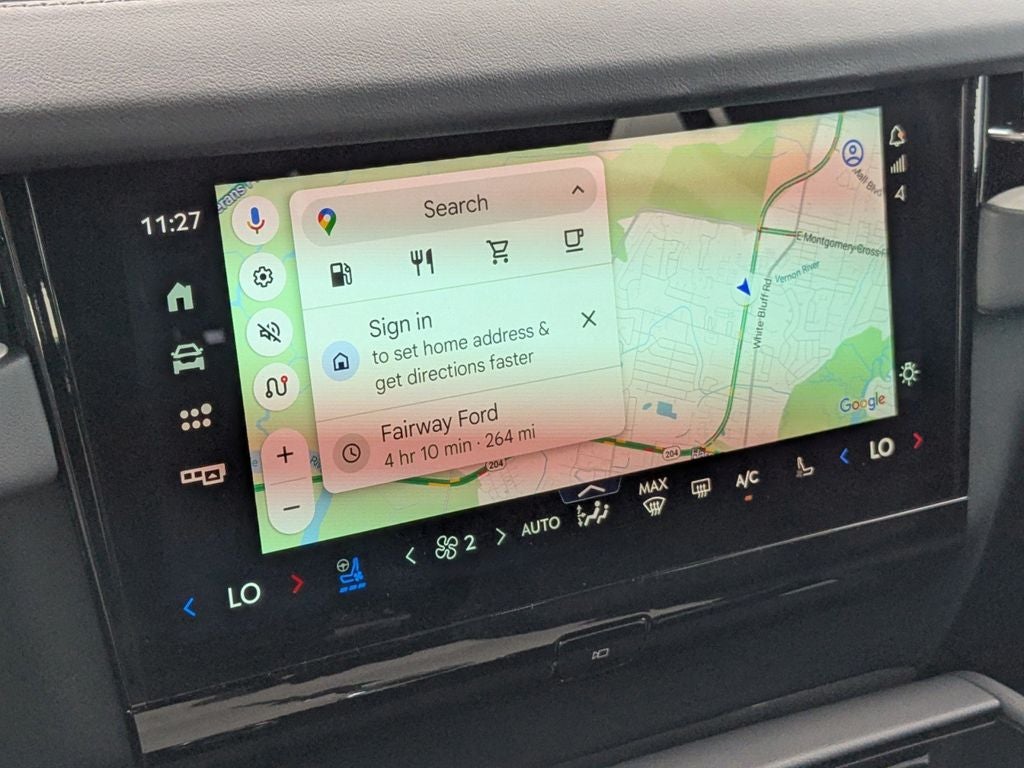 11:27
Search
Sign in
to set home address &
get directions faster
Fairway Ford
4 hr 10 min · 264 mi
+
−
Mall Blvd
E Montgomery Cross
Vernon River
White Bluff Rd
Google
204
204
LO
2
AUTO
MAX
A/C
LO